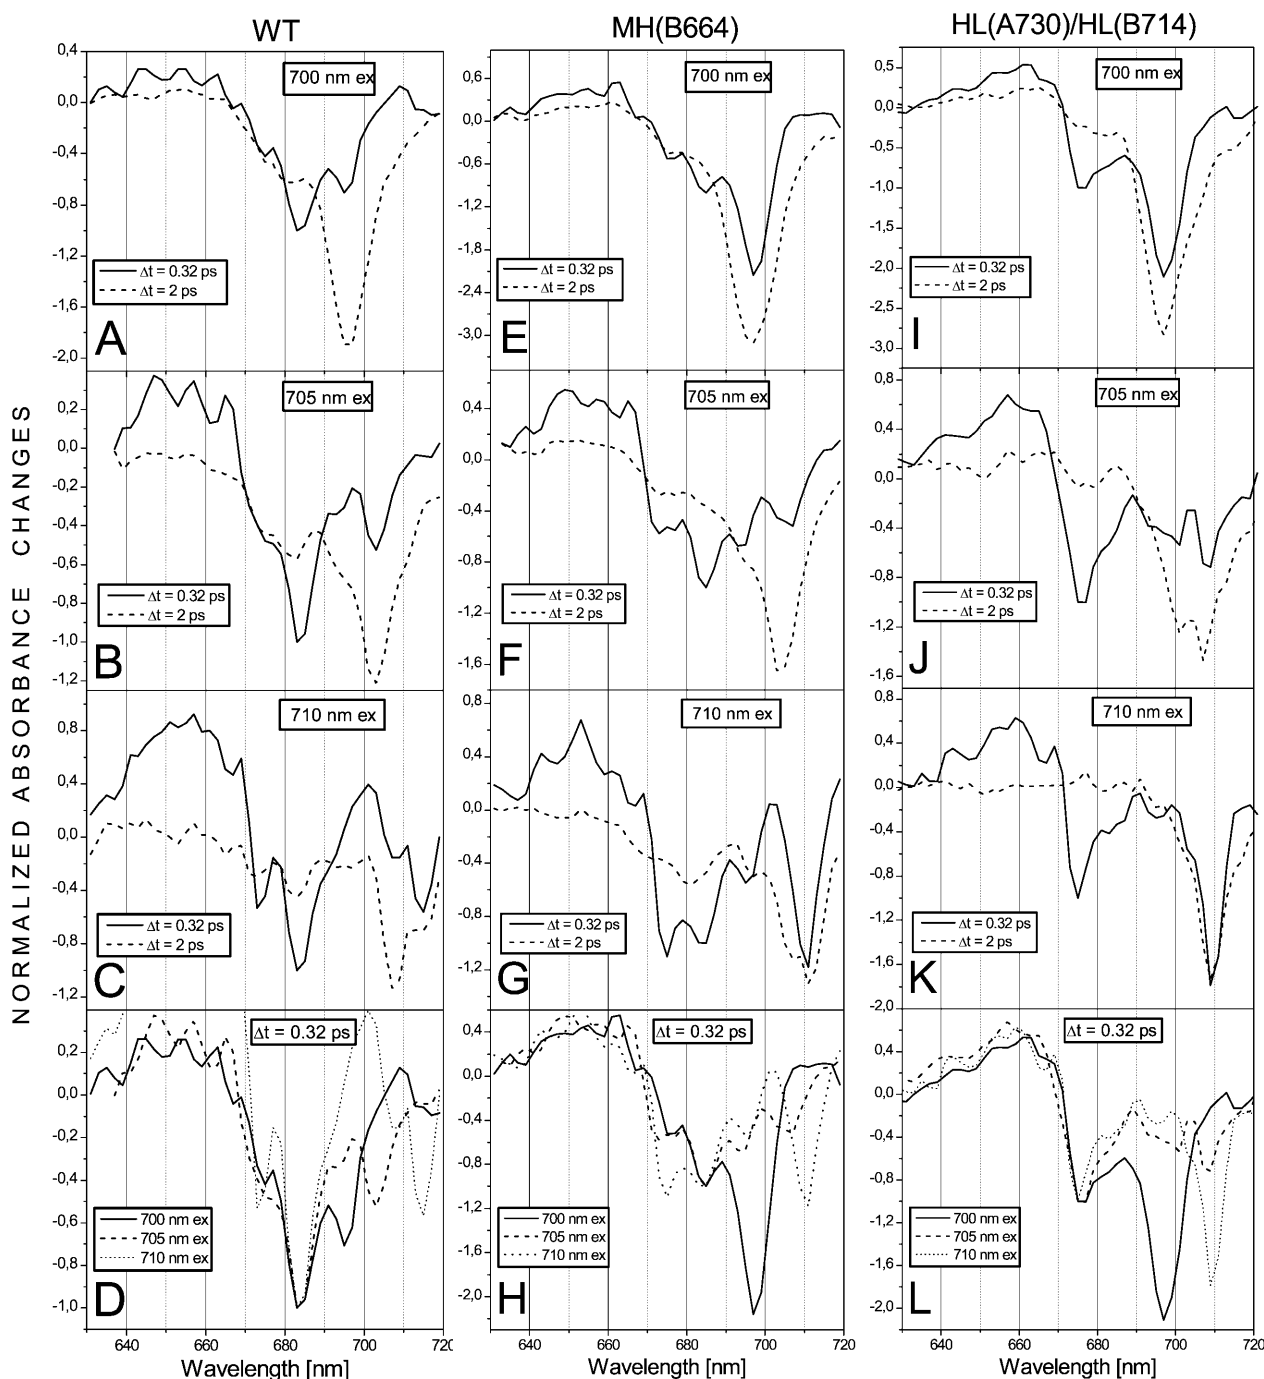 WT
MH(B664)
HL(A730)/HL(B714)
NORMALIZED ABSORBANCE CHANGES
0,4
0,0
-0,4
-0,8
-1,2
-1,6
-2,0
700 nm ex
Δt = 0.32 ps
Δt = 2 ps
A
0,6
0,0
-0,6
-1,2
-1,8
-2,4
-3,0
700 nm ex
Δt = 0.32 ps
Δt = 2 ps
E
0,5
0,0
-0,5
-1,0
-1,5
-2,0
-2,5
-3,0
700 nm ex
Δt = 0.32 ps
Δt = 2 ps
I
0,2
0,0
-0,2
-0,4
-0,6
-0,8
-1,0
-1,2
705 nm ex
Δt = 0.32 ps
Δt = 2 ps
B
0,4
0,0
-0,4
-0,8
-1,2
-1,6
705 nm ex
Δt = 0.32 ps
Δt = 2 ps
F
0,8
0,4
0,0
-0,4
-0,8
-1,2
-1,6
705 nm ex
Δt = 0.32 ps
Δt = 2 ps
J
0,8
0,4
0,0
-0,4
-0,8
-1,2
710 nm ex
Δt = 0.32 ps
Δt = 2 ps
C
0,8
0,4
0,0
-0,4
-0,8
-1,2
710 nm ex
Δt = 0.32 ps
Δt = 2 ps
G
0,8
0,4
0,0
-0,4
-0,8
-1,2
-1,6
-2,0
710 nm ex
Δt = 0.32 ps
Δt = 2 ps
K
0,2
0,0
-0,2
-0,4
-0,6
-0,8
-1,0
Δt = 0.32 ps
700 nm ex
705 nm ex
710 nm ex
D
640
660
680
700
720
Wavelength [nm]
0,4
0,0
-0,4
-0,8
-1,2
-1,6
-2,0
Δt = 0.32 ps
700 nm ex
705 nm ex
710 nm ex
H
640
660
680
700
720
Wavelength [nm]
0,4
0,0
-0,4
-0,8
-1,2
-1,6
-2,0
Δt = 0.32 ps
700 nm ex
705 nm ex
710 nm ex
L
640
660
680
700
720
Wavelength [nm]